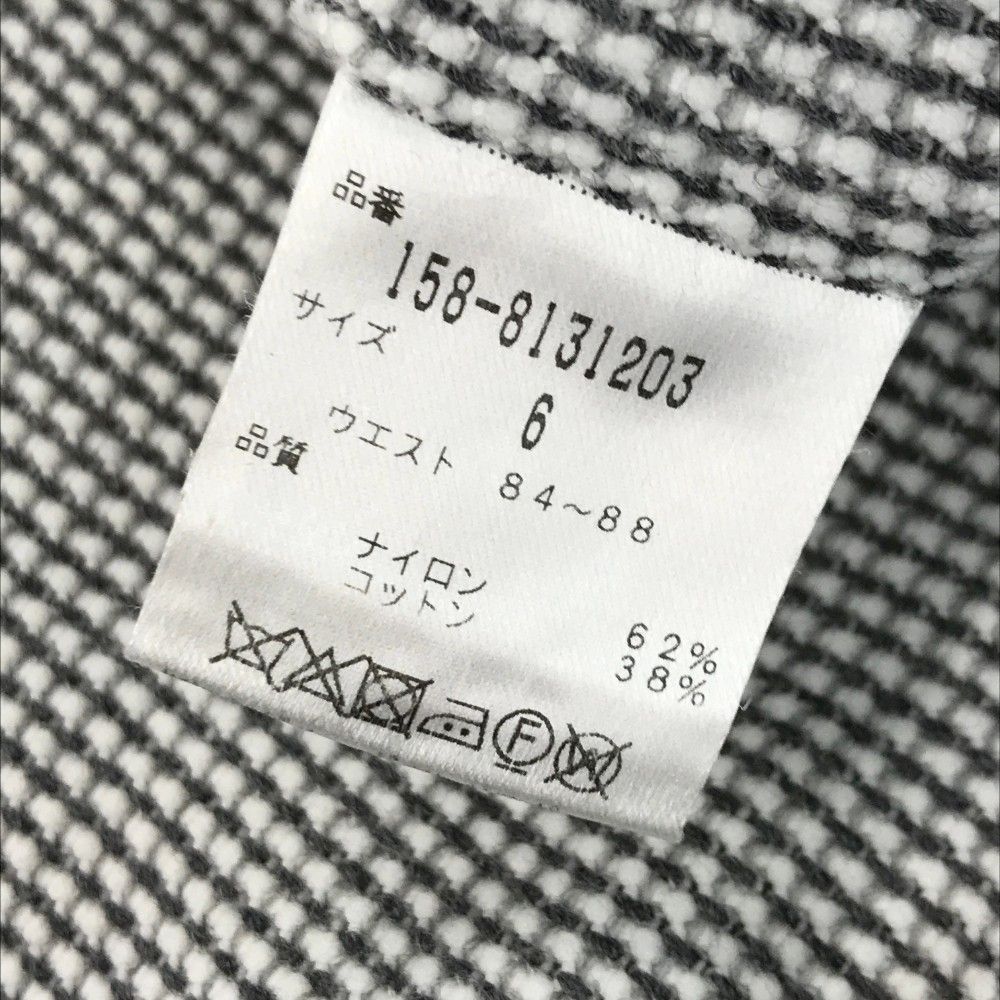 品番
158-8131203
サイズ
6
ウエスト 84～88
品質
ナイロン 62%
コットン 38%
F
W